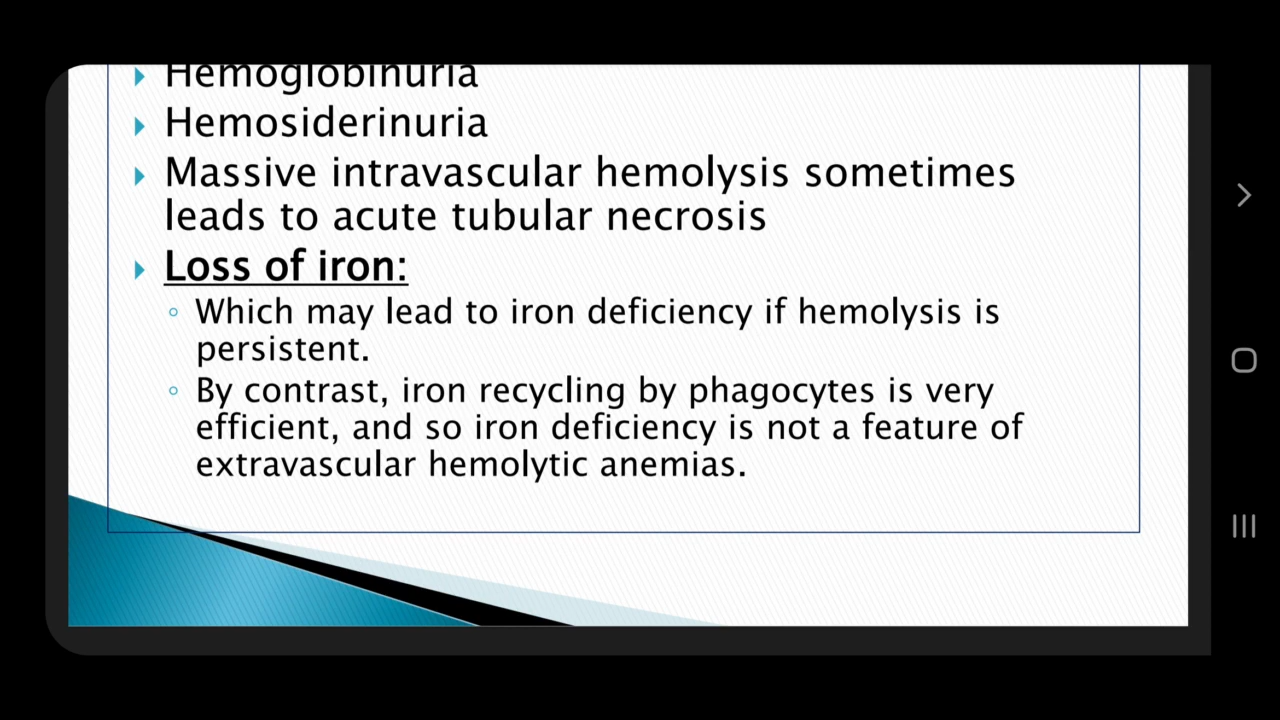 Hemoglobinuria
Hemosiderinuria
Massive intravascular hemolysis sometimes
leads to acute tubular necrosis
Loss of iron:
Which may lead to iron deficiency if hemolysis is
persistent.
By contrast, iron recycling by phagocytes is very
efficient, and so iron deficiency is not a feature of
extravascular hemolytic anemias.